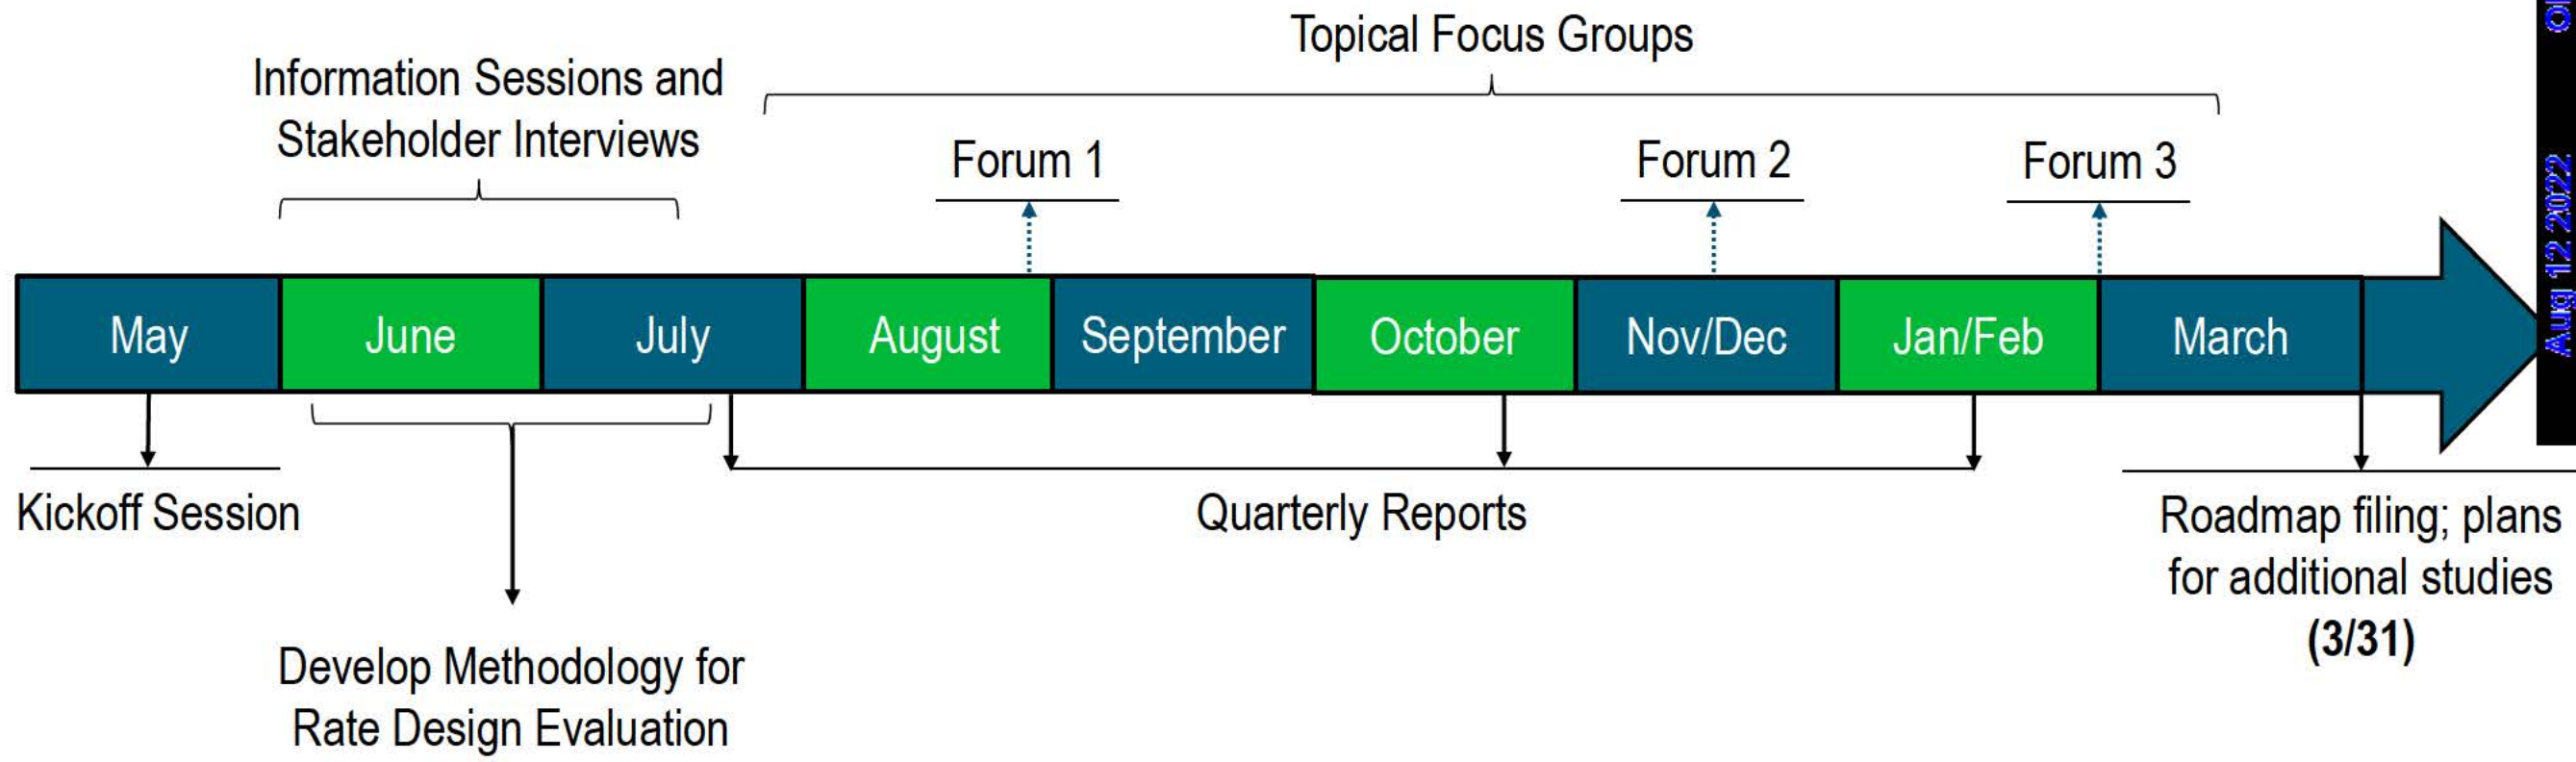 Topical Focus Groups
Information Sessions and
Stakeholder Interviews
Forum 1
Forum 2
Forum 3
May
June
July
August
September
October
Nov/Dec
Jan/Feb
March
Kickoff Session
Quarterly Reports
Roadmap filing; plans
for additional studies
(3/31)
Develop Methodology for
Rate Design Evaluation
Aug 12 2022